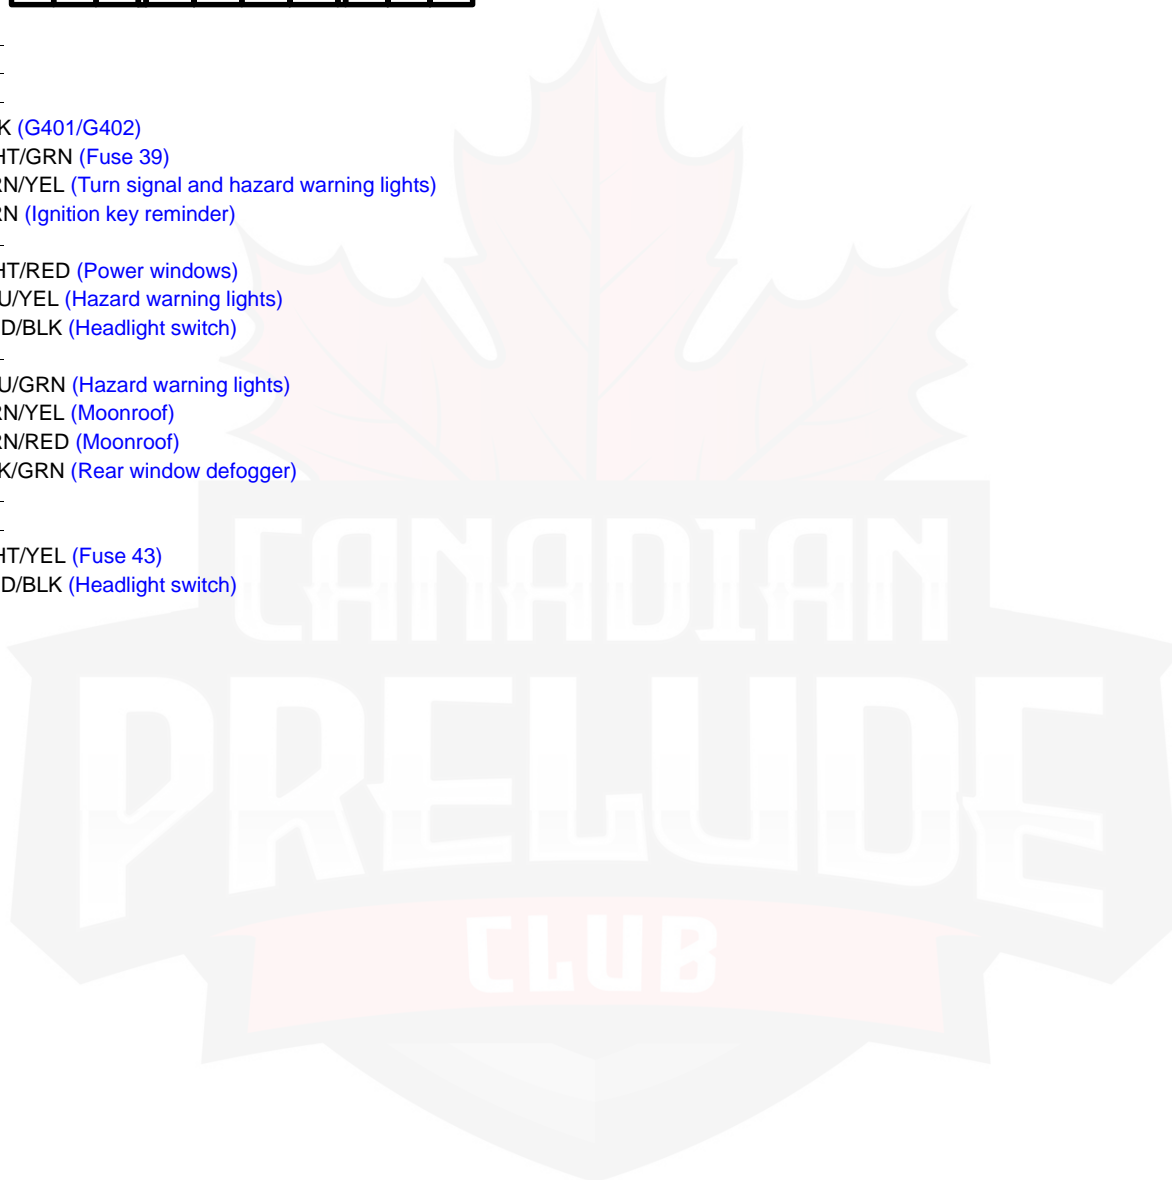 —
—
—
K (G401/G402)
HT/GRN (Fuse 39)
RN/YEL (Turn signal and hazard warning lights)
RN (Ignition key reminder)
—
HT/RED (Power windows)
U/YEL (Hazard warning lights)
D/BLK (Headlight switch)
—
U/GRN (Hazard warning lights)
RN/YEL (Moonroof)
RN/RED (Moonroof)
K/GRN (Rear window defogger)
—
—
HT/YEL (Fuse 43)
D/BLK (Headlight switch)
CANADIAN
PRELUDE
CLUB